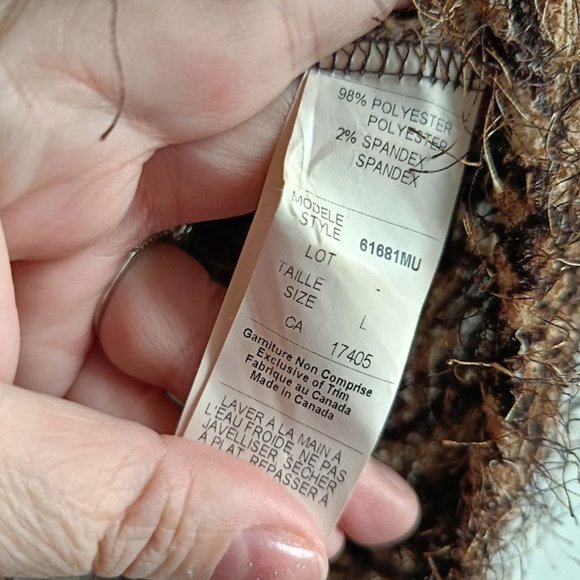 98% POLYESTER
POLYESTER
2% SPANDEX
SPANDEX
MODELE
STYLE 61681MU
LOT -
TAILLE
SIZE L
CA 17405
Garniture Non Comprise
Exclusive of Trim
Fabrique au Canada
Made in Canada
LAVER A LA MAIN A
L'EAU FROIDE, NE PAS
JAVELLISER, SECHER
A PLAT, REPASSER A